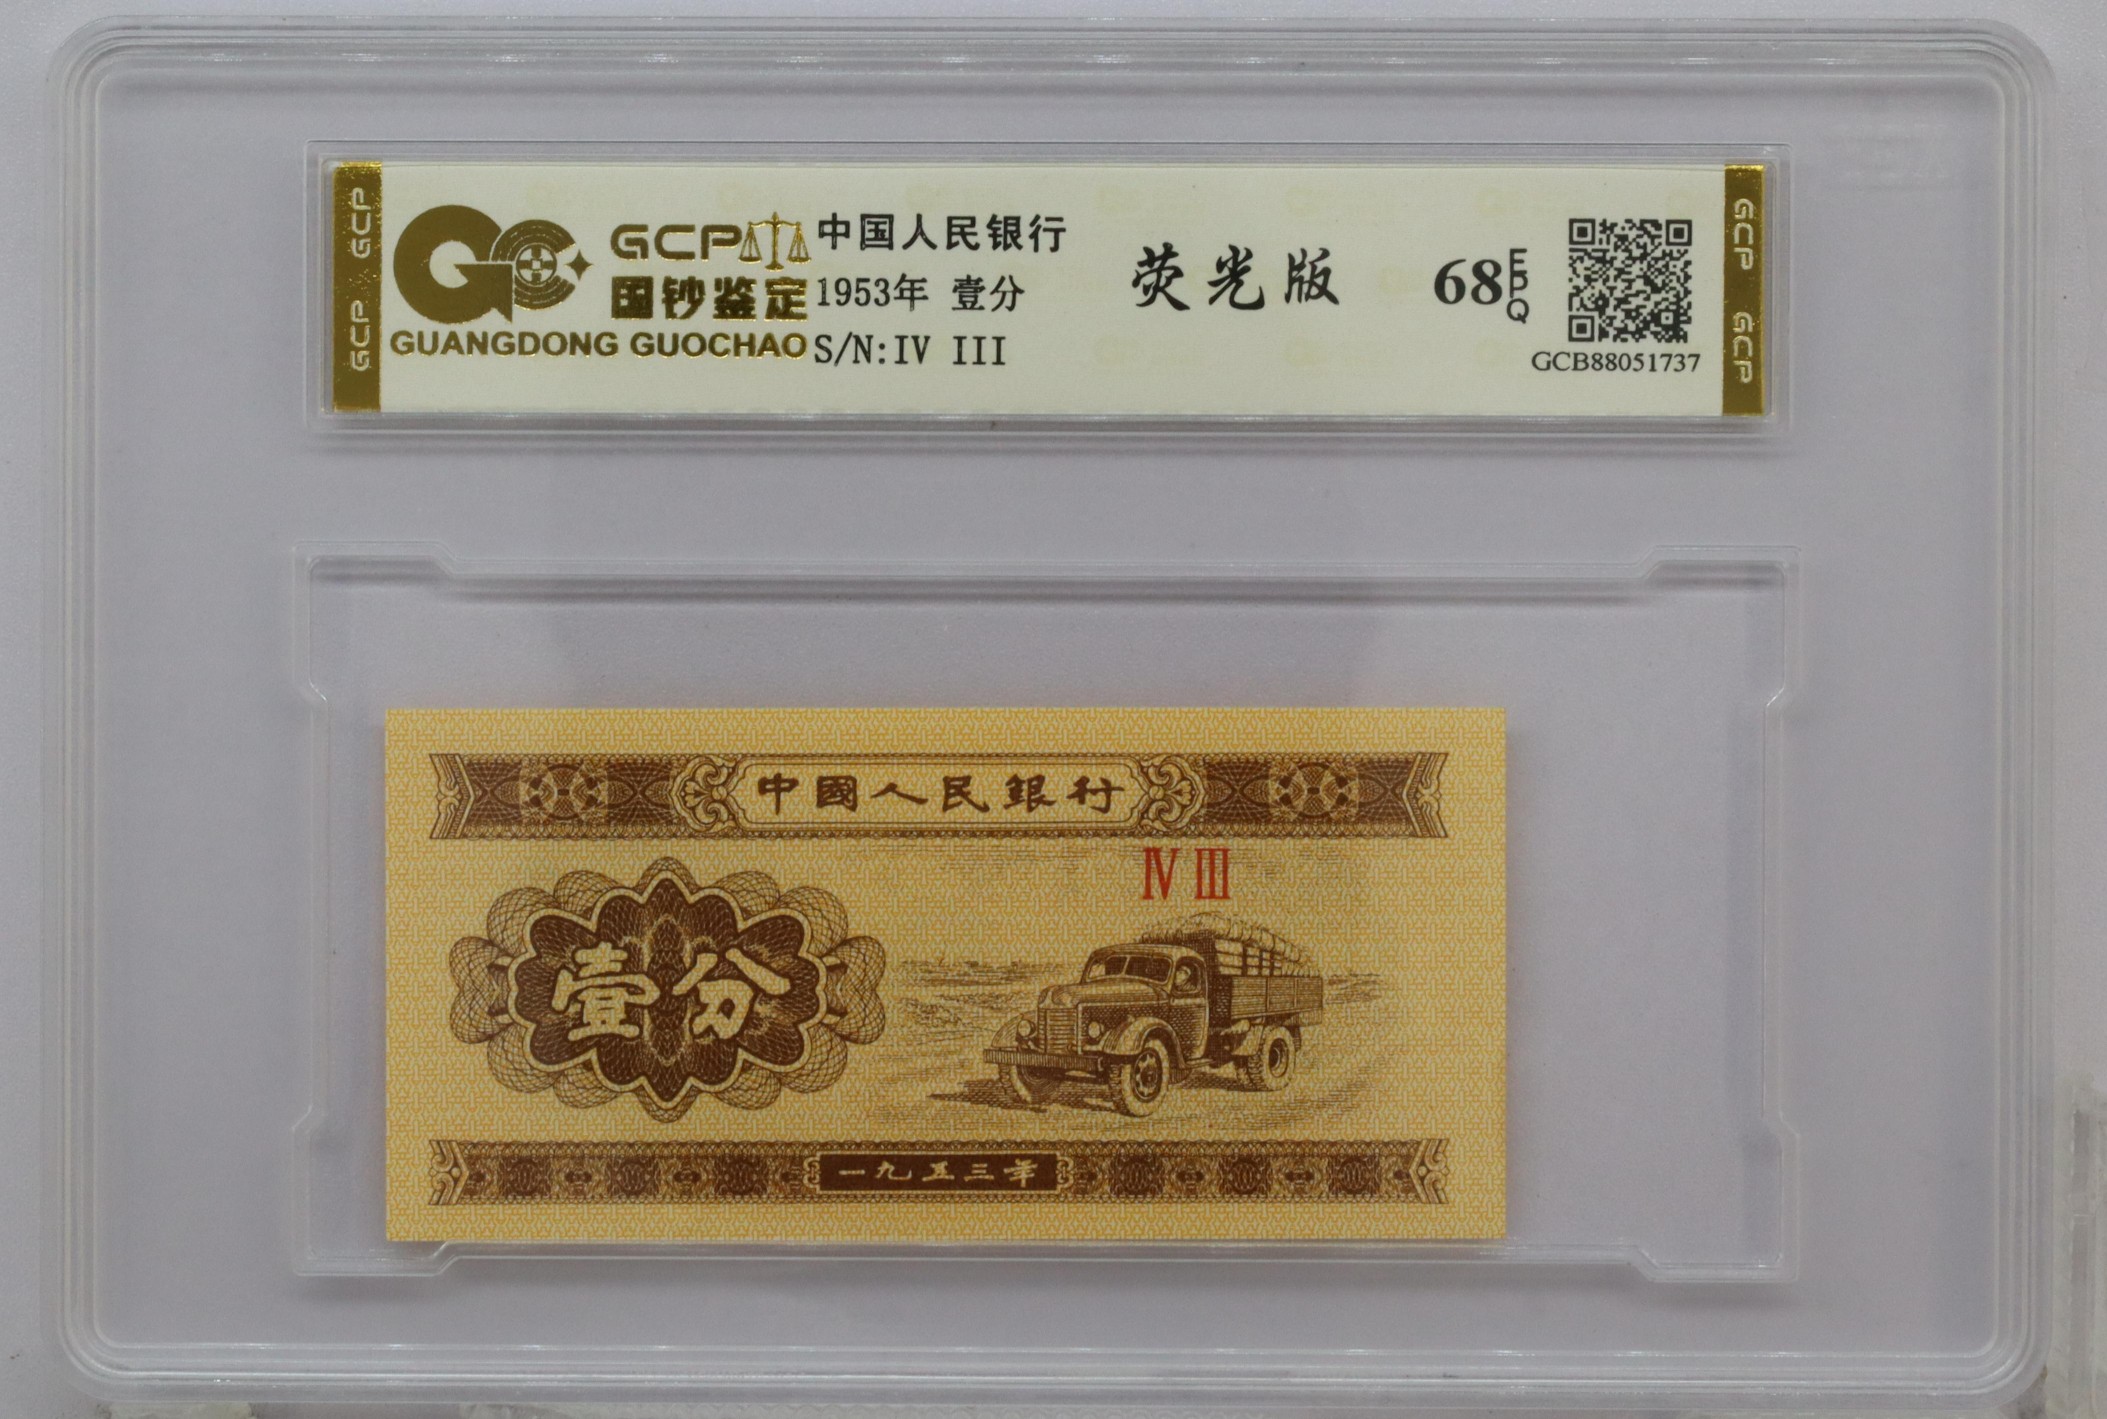 GCP GCP
GCP
国钞鉴定
GUANGDONG GUOCHAO
中国人民银行
1953年 壹分
S/N:IV III
荧光版
68 EPQ
GCB88051737
GCP GCP
中國人民銀行
Ⅳ Ⅲ
壹分
一九五三年